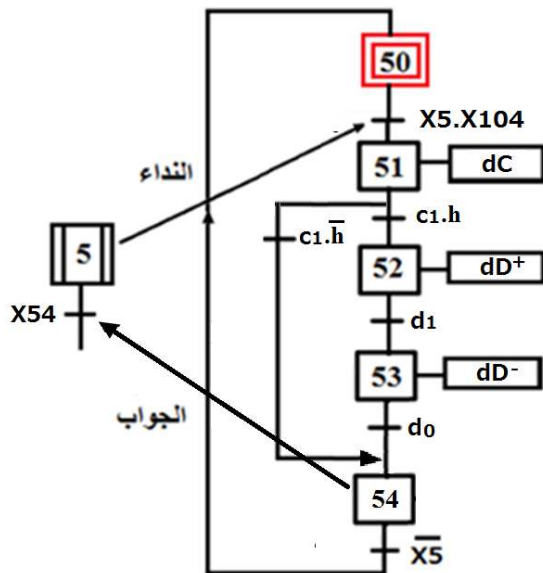 50
X5.X104
51
dC
النداء
c1.h
c1.h̅
5
52
dD⁺
X54
d₁
53
dD⁻
الجواب
d₀
54
X̅5̅